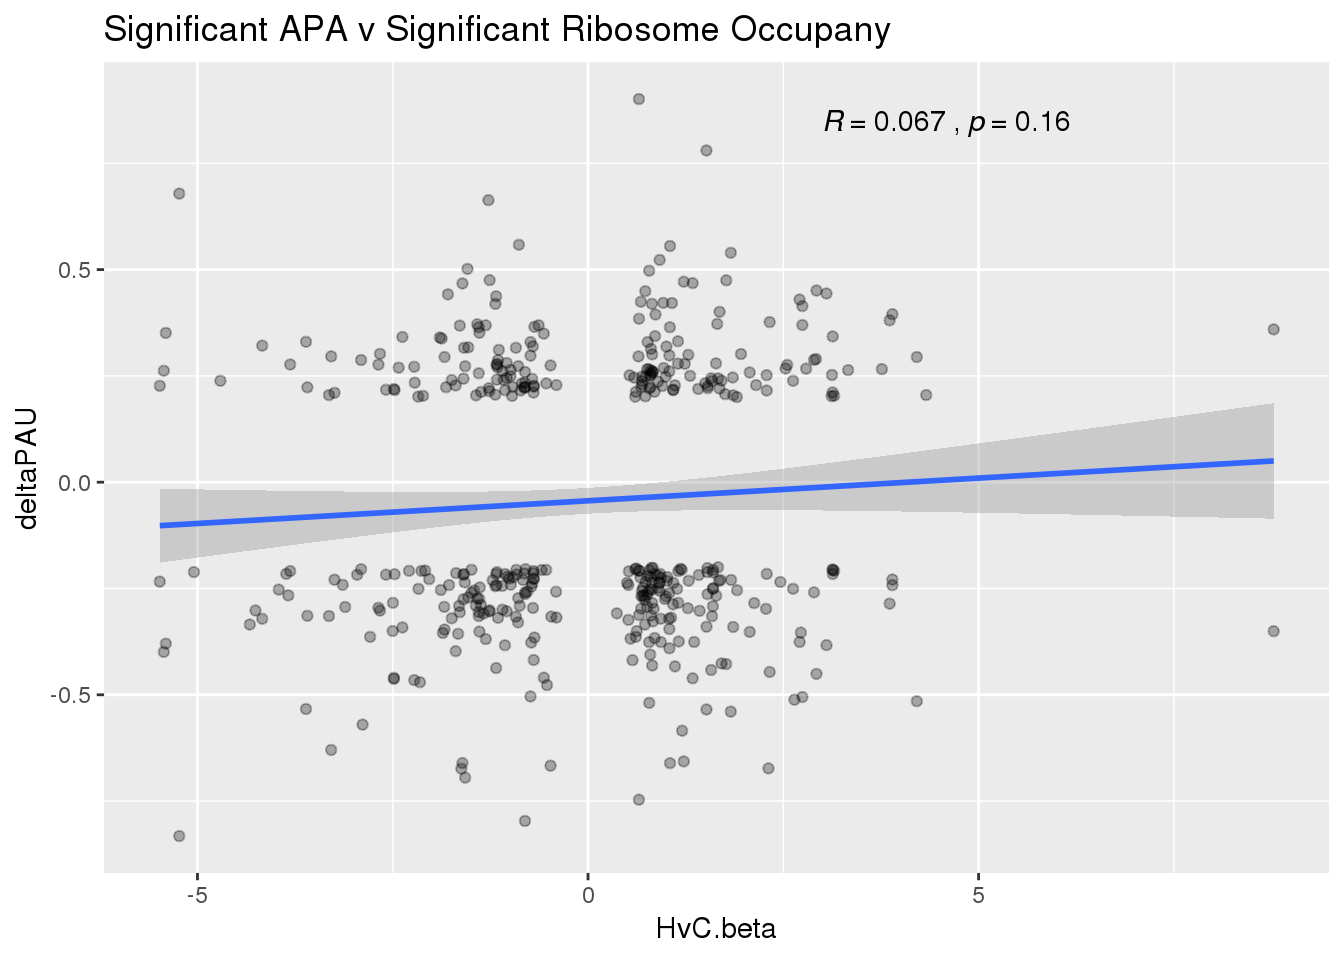 Significant APA v Significant Ribosome Occupany
R = 0.067 , p = 0.16
0.5
0.0
-0.5
deltaPAU
-5
0
5
HvC.beta